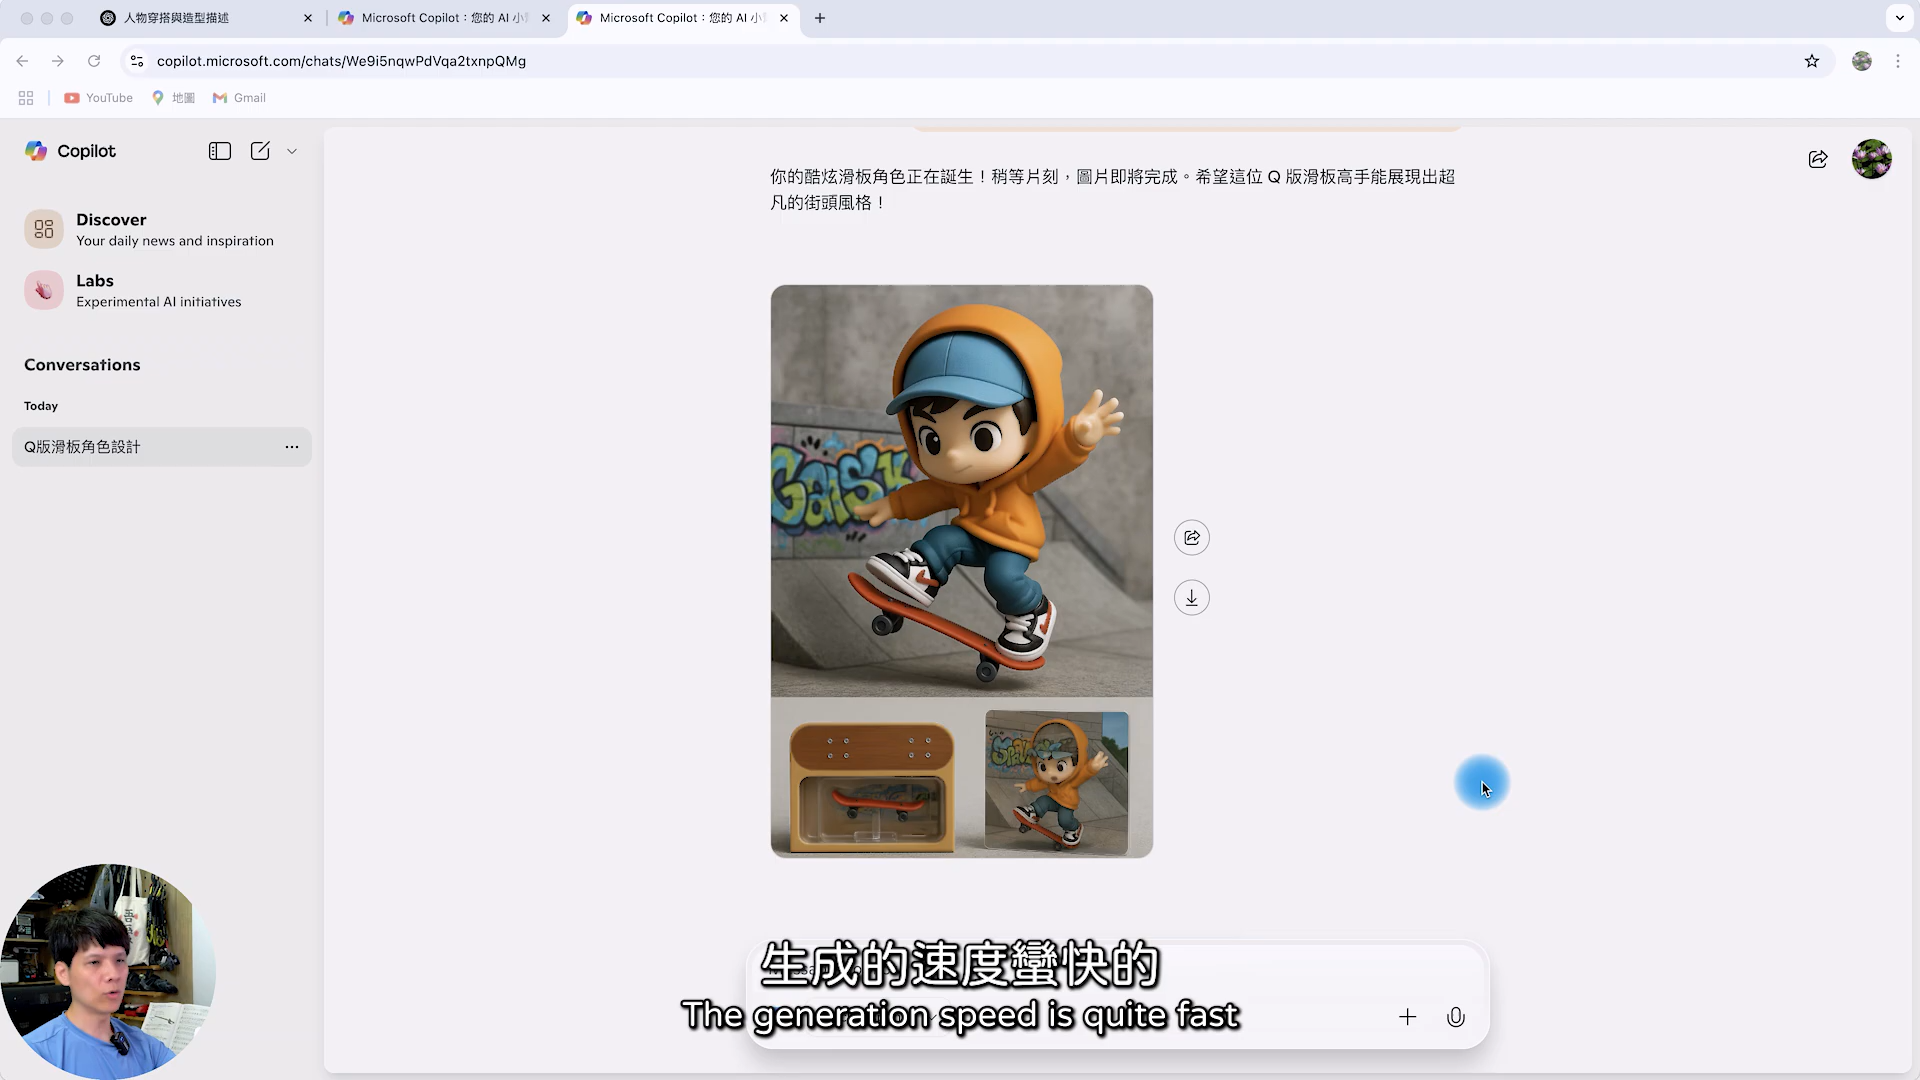 人物穿搭與造型描述
Microsoft Copilot：您的 AI 小
Microsoft Copilot：您的 AI 小
copilot.microsoft.com/chats/We9i5nqwPdVqa2txnpQMg
YouTube
地圖
Gmail
Copilot
Discover
Your daily news and inspiration
Labs
Experimental AI initiatives
Conversations
Today
Q版滑板角色設計
你的酷炫滑板角色正在誕生！稍等片刻，圖片即將完成。希望這位 Q 版滑板高手能展現出超
凡的街頭風格！
生成的速度蠻快的
The generation speed is quite fast